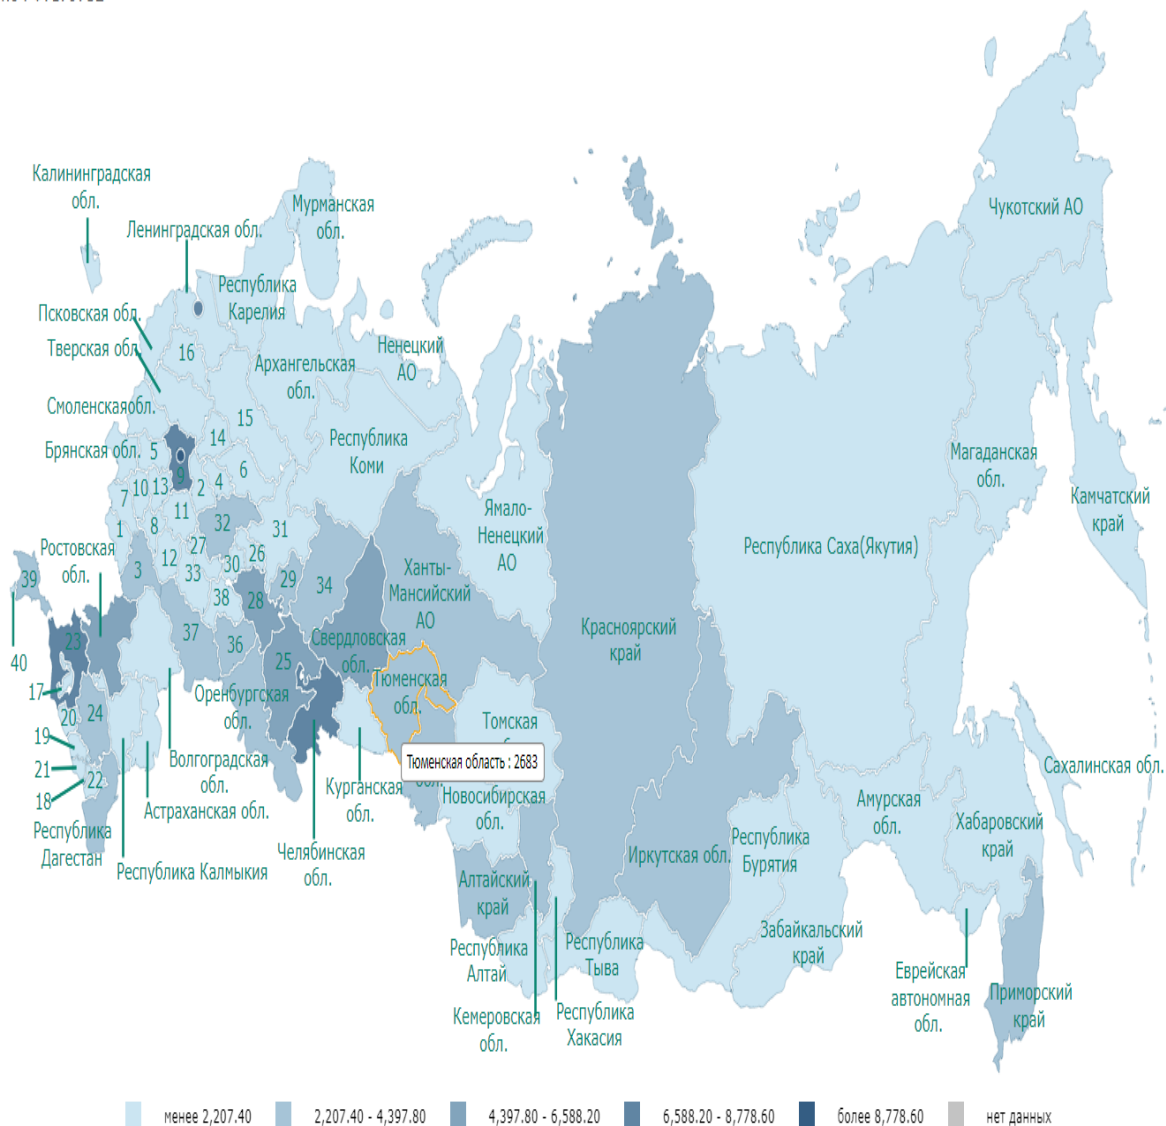 Калининградская
обл.
Мурманская
обл.
Ленинградская обл.
Чукотский АО
Республика
Карелия
Псковская обл.
Тверская обл.
Ненецкий
АО
16
Архангельская
обл.
Смоленскаяобл.
15
14
Республика
Коми
Брянская обл.
5
9
6
4
2
13
10
7
Магаданская
обл.
Камчатский
край
Ямало-
Ненецкий
АО
11
8
1
32
31
Ростовская
обл.
Республика Саха(Якутия)
12
27
26
30
33
3
39
29
34
Ханты-
Мансийский
АО
38
28
37
36
23
40
25
Свердловская
обл.
Красноярский
край
17
Оренбургская
обл.
Тюменская
обл.
20
24
19
Томская
21
Тюменская область : 2683
18
22
Волгоградская
обл.
Курганская
обл.
обл.
Новосибирская
обл.
Сахалинская обл.
Амурская
обл.
Хабаровский
край
Астраханская обл.
Республика
Дагестан
Республика Калмыкия
Челябинская
обл.
Иркутская обл.
Республика
Бурятия
Алтайский
край
Забайкальский
край
Республика
Алтай
Республика
Тыва
Еврейская
автономная
обл.
Приморский
край
Кемеровская
обл.
Республика
Хакасия
менее 2,207.40
2,207.40 - 4,397.80
4,397.80 - 6,588.20
6,588.20 - 8,778.60
более 8,778.60
нет данных